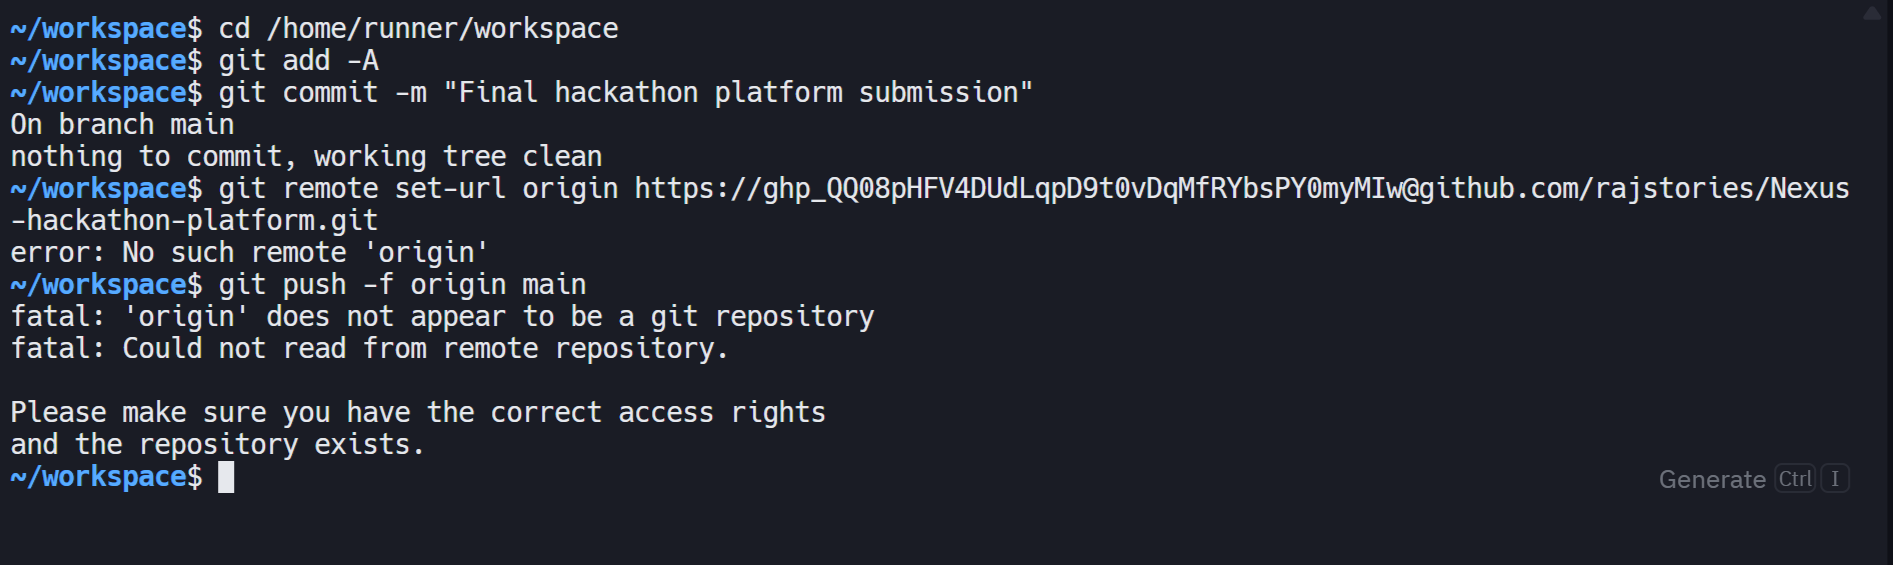 ~/workspace$ cd /home/runner/workspace
~/workspace$ git add -A
~/workspace$ git commit -m "Final hackathon platform submission"
On branch main
nothing to commit, working tree clean
~/workspace$ git remote set-url origin https://ghp_QQ08pHFV4DUdLqpD9t0vDqMfRYbsPY0myMIw@github.com/rajstories/Nexus
-hackathon-platform.git
error: No such remote 'origin'
~/workspace$ git push -f origin main
fatal: 'origin' does not appear to be a git repository
fatal: Could not read from remote repository.

Please make sure you have the correct access rights
and the repository exists.
~/workspace$
Generate Ctrl I